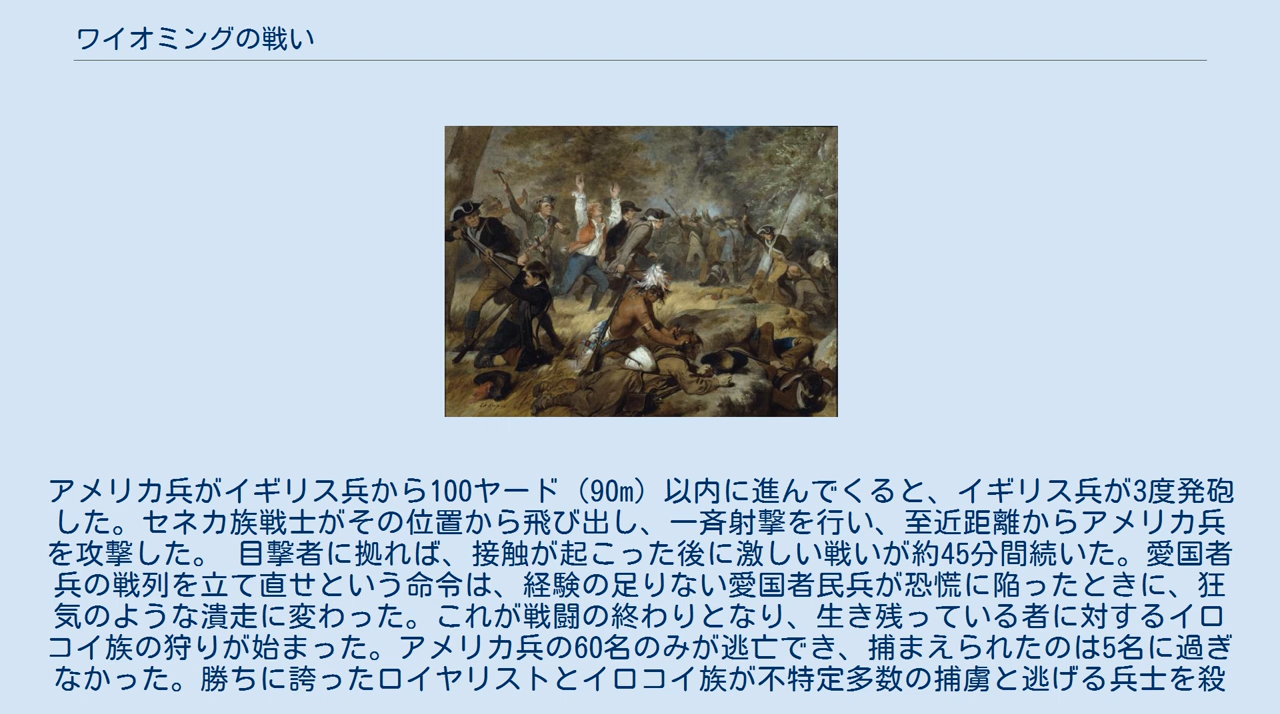 ワイオミングの戦い
アメリカ兵がイギリス兵から100ヤード（90m）以内に進んでくると、イギリス兵が3度発砲
した。セネカ族戦士がその位置から飛び出し、一斉射撃を行い、至近距離からアメリカ兵
を攻撃した。 目撃者に拠れば、接触が起こった後に激しい戦いが約45分間続いた。愛国者
兵の戦列を立て直せという命令は、経験の足りない愛国者民兵が恐慌に陥ったときに、狂
気のような潰走に変わった。これが戦闘の終わりとなり、生き残っている者に対するイロ
コイ族の狩りが始まった。アメリカ兵の60名のみが逃亡でき、捕まえられたのは5名に過ぎ
なかった。勝ちに誇ったロイヤリストとイロコイ族が不特定多数の捕虜と逃げる兵士を殺